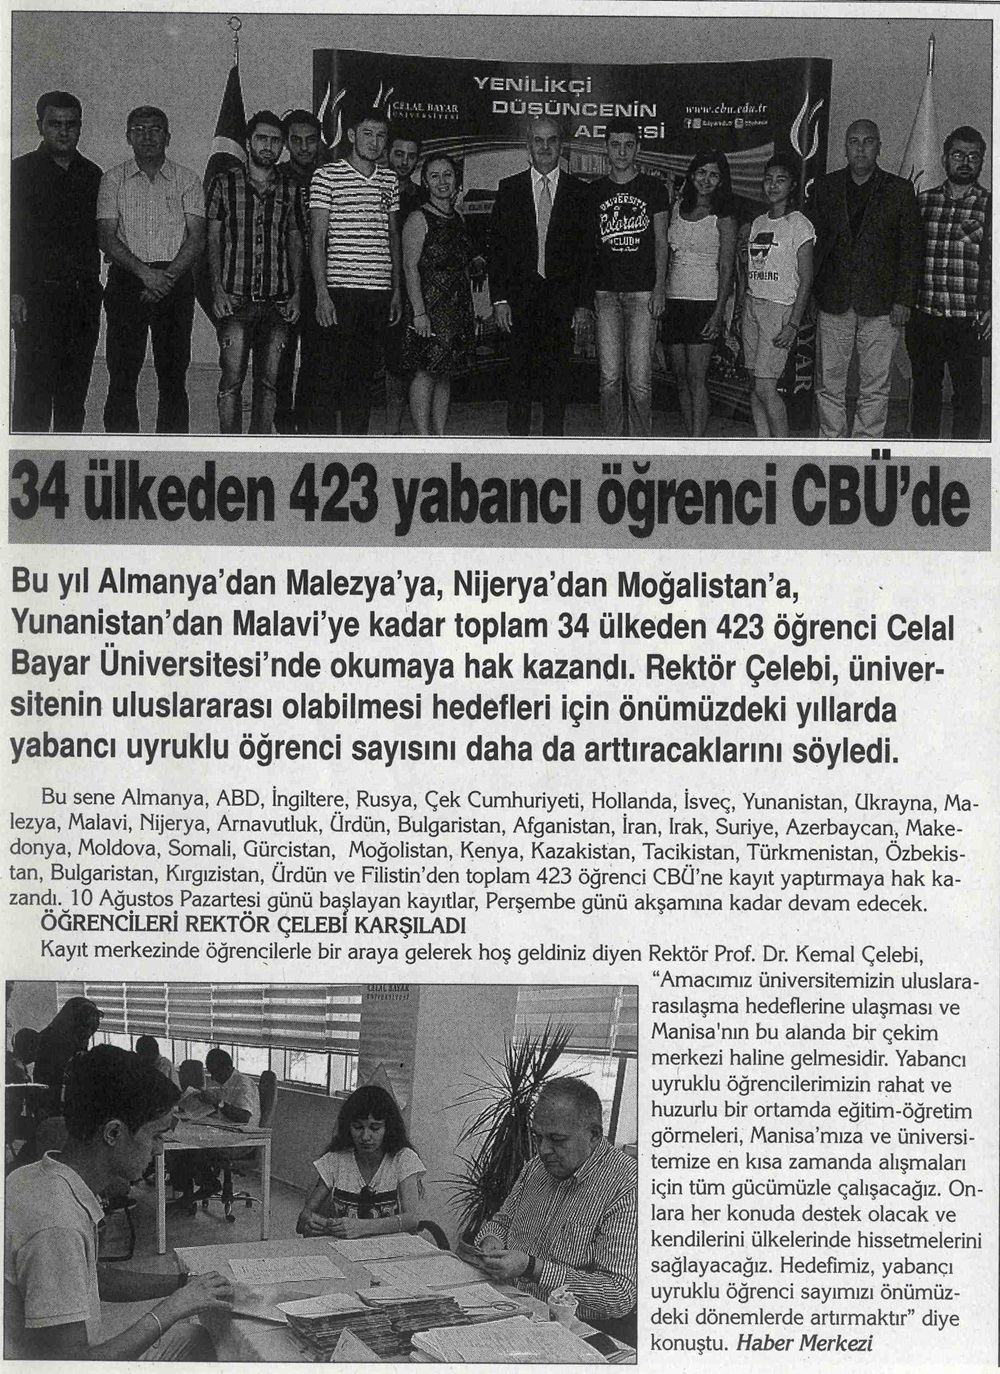 YENİLİKÇİ
DÜŞÜNCENİN
CELAL BAYAR
ÜNİVERSİTESİ
www.cbu.edu.tr
UNIVERSITY
Colorado
CLUB
BAYAR
34 ülkeden 423 yabancı öğrenci CBÜ’de
Bu yıl Almanya’dan Malezya’ya, Nijerya’dan Moğalistan’a,
Yunanistan’dan Malavi’ye kadar toplam 34 ülkeden 423 öğrenci Celal
Bayar Üniversitesi’nde okumaya hak kazandı. Rektör Çelebi, üniver-
sitenin uluslararası olabilmesi hedefleri için önümüzdeki yıllarda
yabancı uyruklu öğrenci sayısını daha da arttıracaklarını söyledi.
Bu sene Almanya, ABD, İngiltere, Rusya, Çek Cumhuriyeti, Hollanda, İsveç, Yunanistan, Ukrayna, Ma-
lezya, Malavi, Nijerya, Arnavutluk, Ürdün, Bulgaristan, Afganistan, İran, Irak, Suriye, Azerbaycan, Make-
donya, Moldova, Somali, Gürcistan, Moğolistan, Kenya, Kazakistan, Tacikistan, Türkmenistan, Özbekis-
tan, Bulgaristan, Kırgızistan, Ürdün ve Filistin’den toplam 423 öğrenci CBÜ’ne kayıt yaptırmaya hak ka-
zandı. 10 Ağustos Pazartesi günü başlayan kayıtlar, Perşembe günü akşamına kadar devam edecek.
ÖĞRENCİLERİ REKTÖR ÇELEBİ KARŞILADI
Kayıt merkezinde öğrencilerle bir araya gelerek hoş geldiniz diyen Rektör Prof. Dr. Kemal Çelebi,
“Amacımız üniversitemizin uluslara-
rasılaşma hedeflerine ulaşması ve
Manisa'nın bu alanda bir çekim
merkezi haline gelmesidir. Yabancı
uyruklu öğrencilerimizin rahat ve
huzurlu bir ortamda eğitim-öğretim
görmeleri, Manisa’mıza ve üniversi-
temize en kısa zamanda alışmaları
için tüm gücümüzle çalışacağız. On-
lara her konuda destek olacak ve
kendilerini ülkelerinde hissetmelerini
sağlayacağız. Hedefimiz, yabancı
uyruklu öğrenci sayımızı önümüz-
deki dönemlerde artırmaktır” diye
konuştu. Haber Merkezi
CELAL BAYAR
ÜNİVERSİTESİ